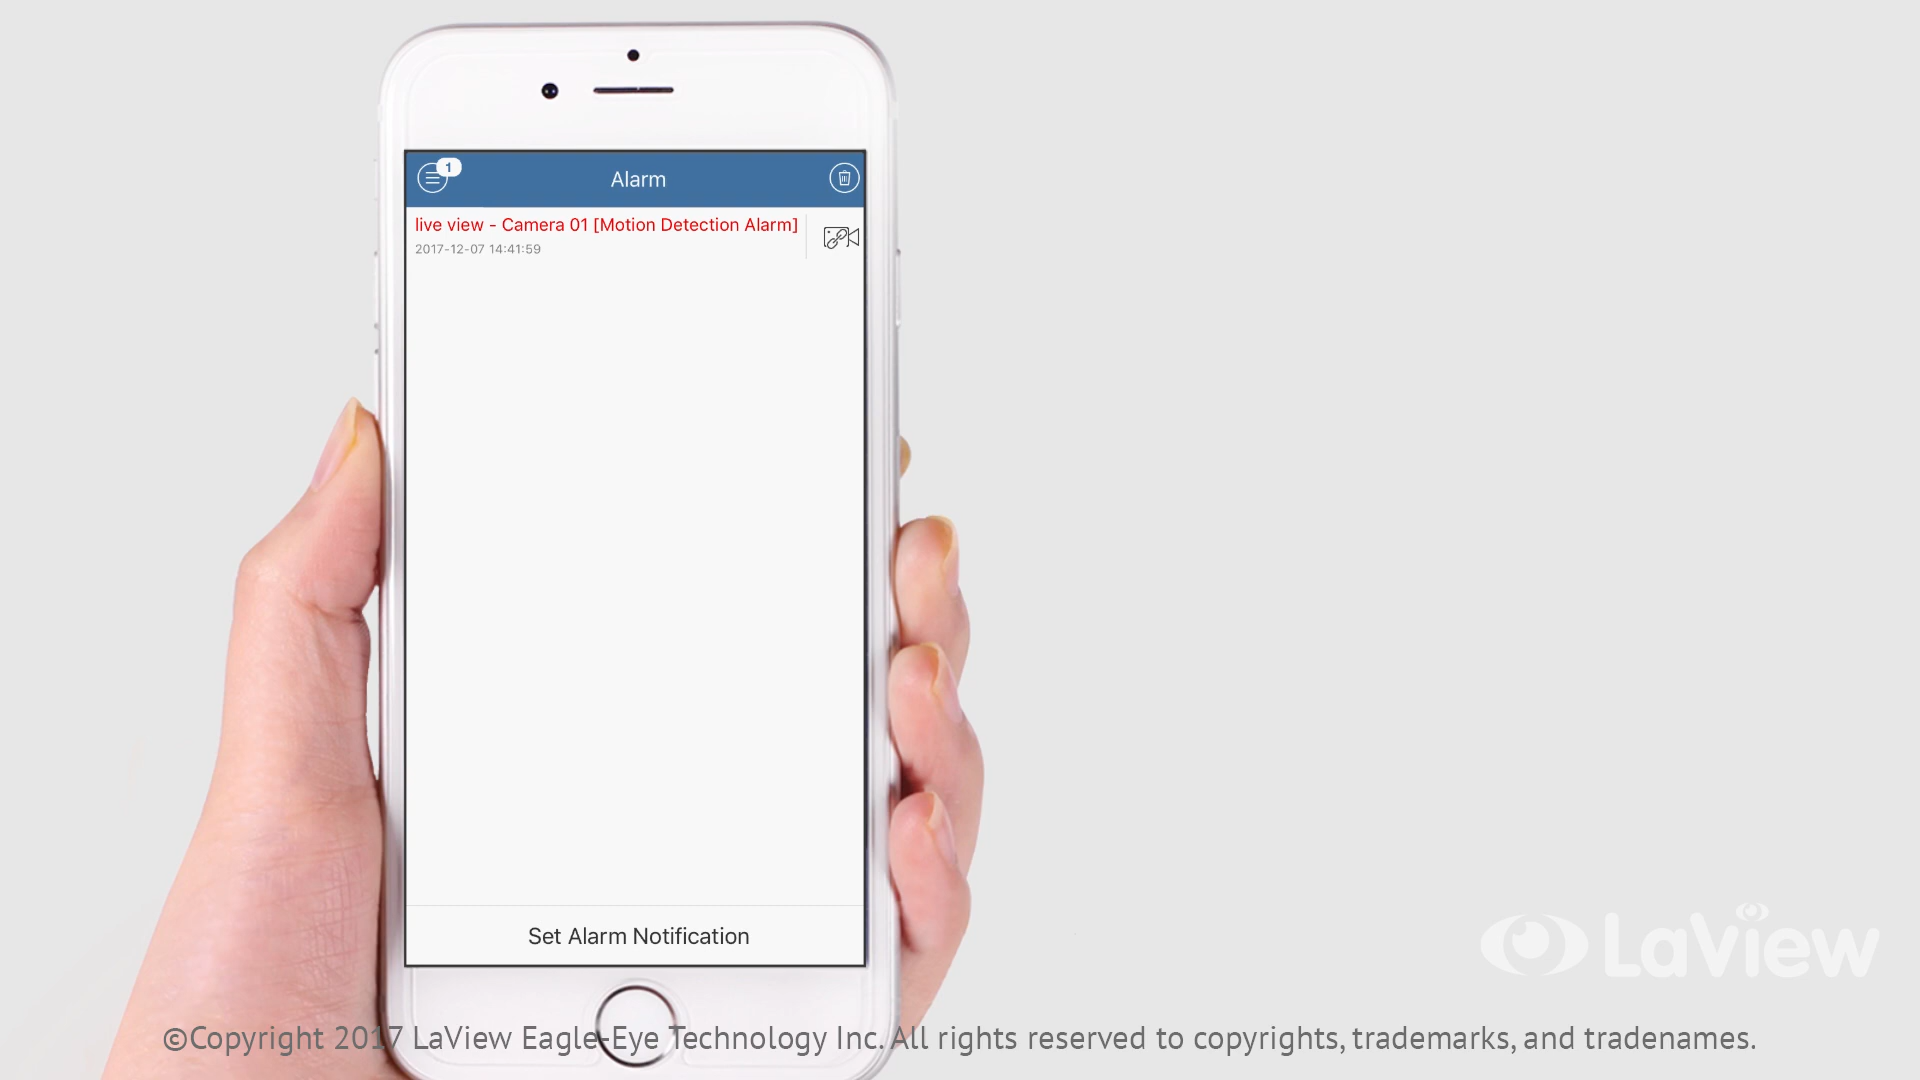 1
Alarm
live view - Camera 01 [Motion Detection Alarm]
2017-12-07 14:41:59
Set Alarm Notification
LaView
©Copyright 2017 LaView Eagle-Eye Technology Inc. All rights reserved to copyrights, trademarks, and tradenames.